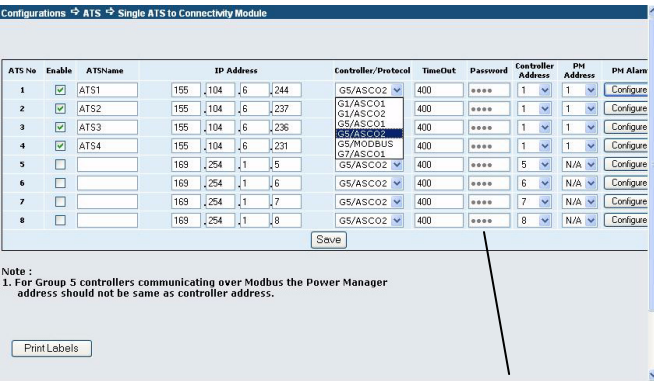 Configurations ➪ ATS ➪ Single ATS to Connectivity Module
ATS No Enable ATSName IP Address Controller/Protocol TimeOut Password Controller Address PM Address PM Alarm
1 ATS1 155 .104 .6 .244 G5/ASCO2 400 •••• 1 1 Configure
2 ATS2 155 .104 .6 .237 400 •••• 1 1 Configure
3 ATS3 155 .104 .6 .236 400 •••• 1 1 Configure
4 ATS4 155 .104 .6 .231 400 •••• 1 1 Configure
G1/ASCO1
G1/ASCO2
G5/ASCO1
G5/ASCO2
G5/MODBUS
G7/ASCO1
5 169 .254 .1 .5 G5/ASCO2 400 •••• 5 N/A Configure
6 169 .254 .1 .6 G5/ASCO2 400 •••• 6 N/A Configure
7 169 .254 .1 .7 G5/ASCO2 400 •••• 7 N/A Configure
8 169 .254 .1 .8 G5/ASCO2 400 •••• 8 N/A Configure
Save
Note :
1. For Group 5 controllers communicating over Modbus the Power Manager
address should not be same as controller address.
Print Labels